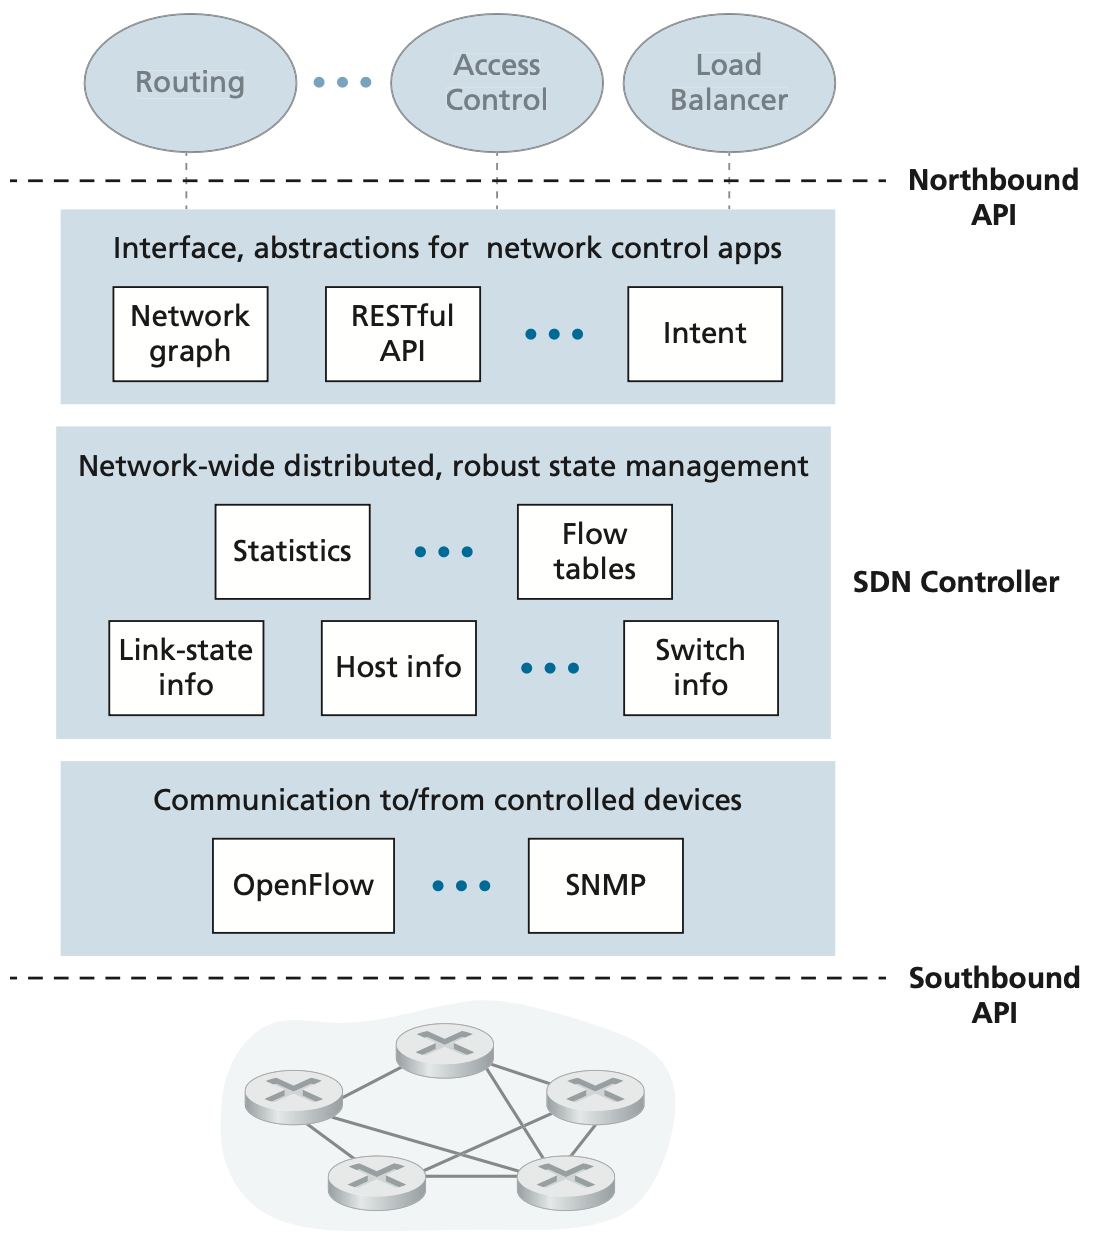 Routing
Access
Control
Load
Balancer
Northbound
API
Interface, abstractions for network control apps
Network
graph
RESTful
API
Intent
Network-wide distributed, robust state management
Statistics
Flow
tables
SDN Controller
Link-state
info
Host info
Switch
info
Communication to/from controlled devices
OpenFlow
SNMP
Southbound
API